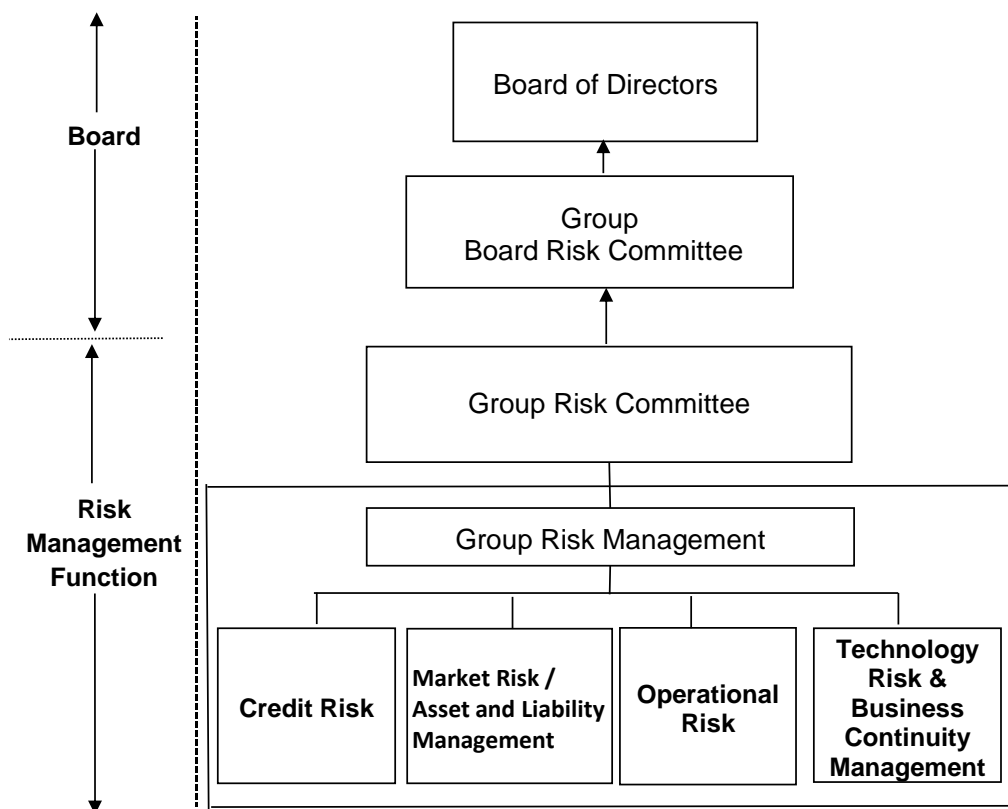 Board
Risk
Management
Function
Board of Directors
Group
Board Risk Committee
Group Risk Committee
Group Risk Management
Credit Risk
Market Risk /
Asset and Liability
Management
Operational
Risk
Technology
Risk &
Business
Continuity
Management